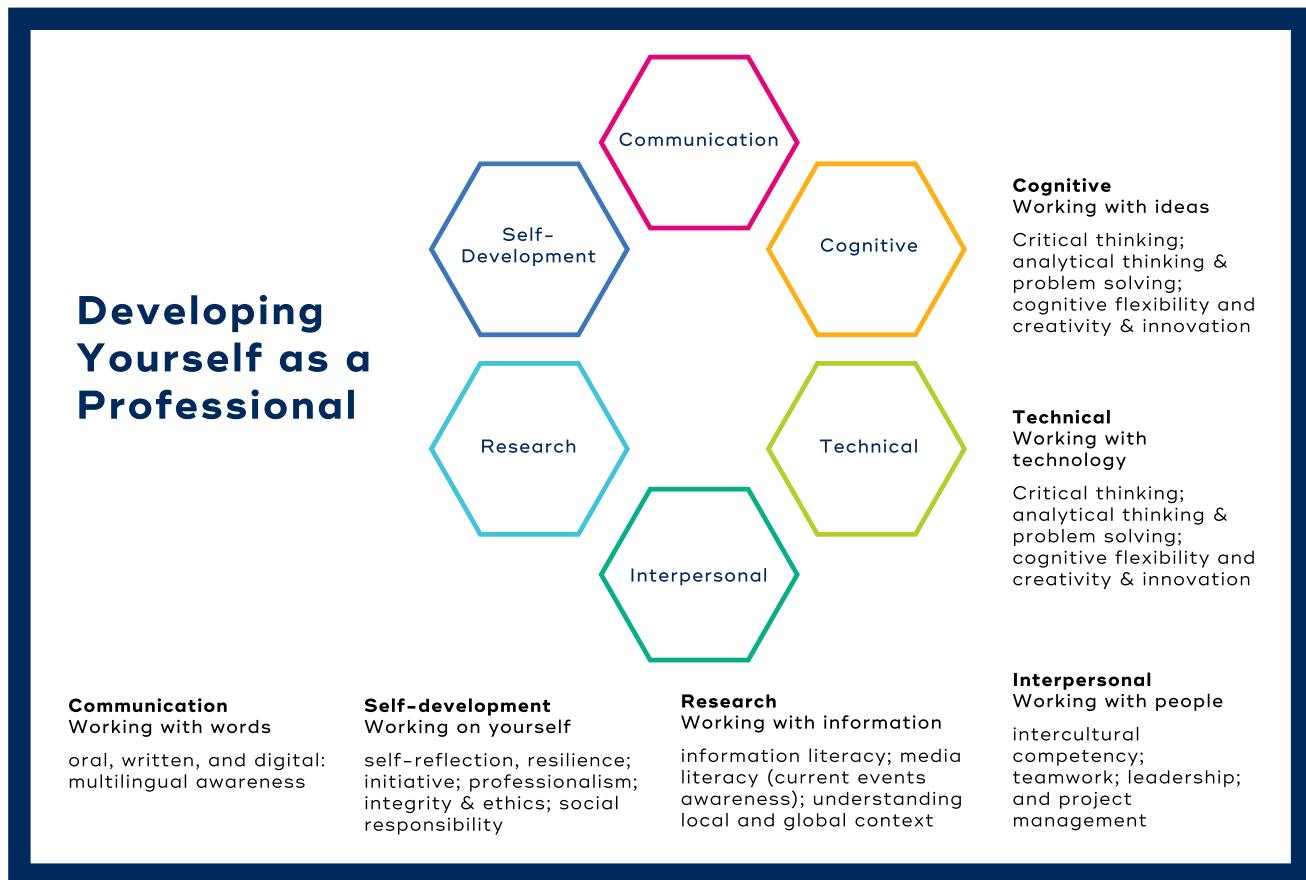 Developing
Yourself as a
Professional
Communication
Self-
Development
Cognitive
Research
Technical
Interpersonal
Cognitive
Working with ideas
Critical thinking;
analytical thinking &
problem solving;
cognitive flexibility and
creativity & innovation
Technical
Working with
technology
Critical thinking;
analytical thinking &
problem solving;
cognitive flexibility and
creativity & innovation
Communication
Working with words
oral, written, and digital:
multilingual awareness
Self-development
Working on yourself
self-reflection, resilience;
initiative; professionalism;
integrity & ethics; social
responsibility
Research
Working with information
information literacy; media
literacy (current events
awareness); understanding
local and global context
Interpersonal
Working with people
intercultural
competency;
teamwork; leadership;
and project
management